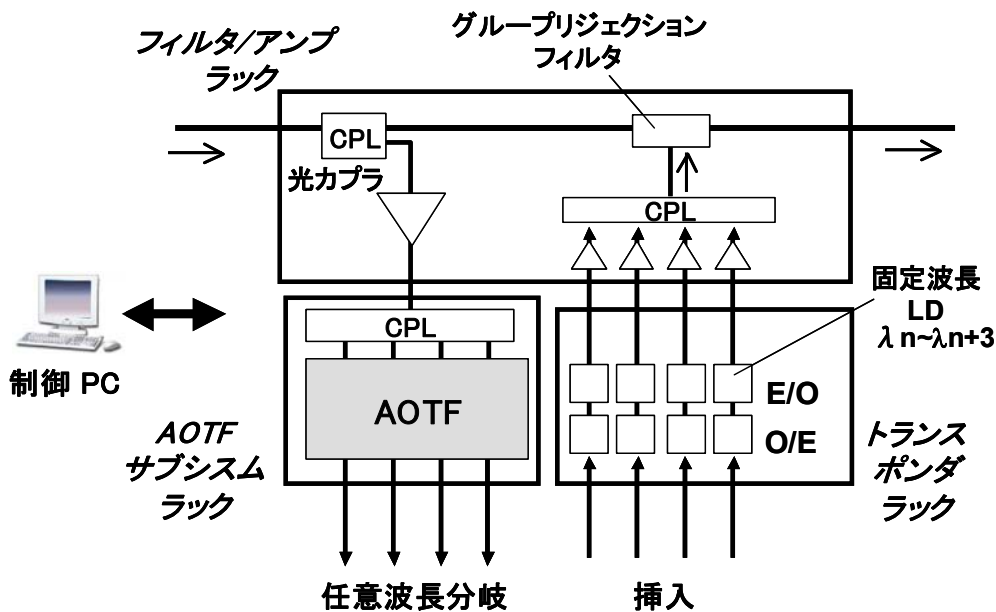 フィルタ/アンプ
ラック
グループリジェクション
フィルタ
CPL
光カプラ
CPL
固定波長
LD
λn~λn+3
制御 PC
CPL
AOTF
E/O
O/E
AOTF
サブシスム
ラック
トランス
ポンダ
ラック
任意波長分岐
挿入